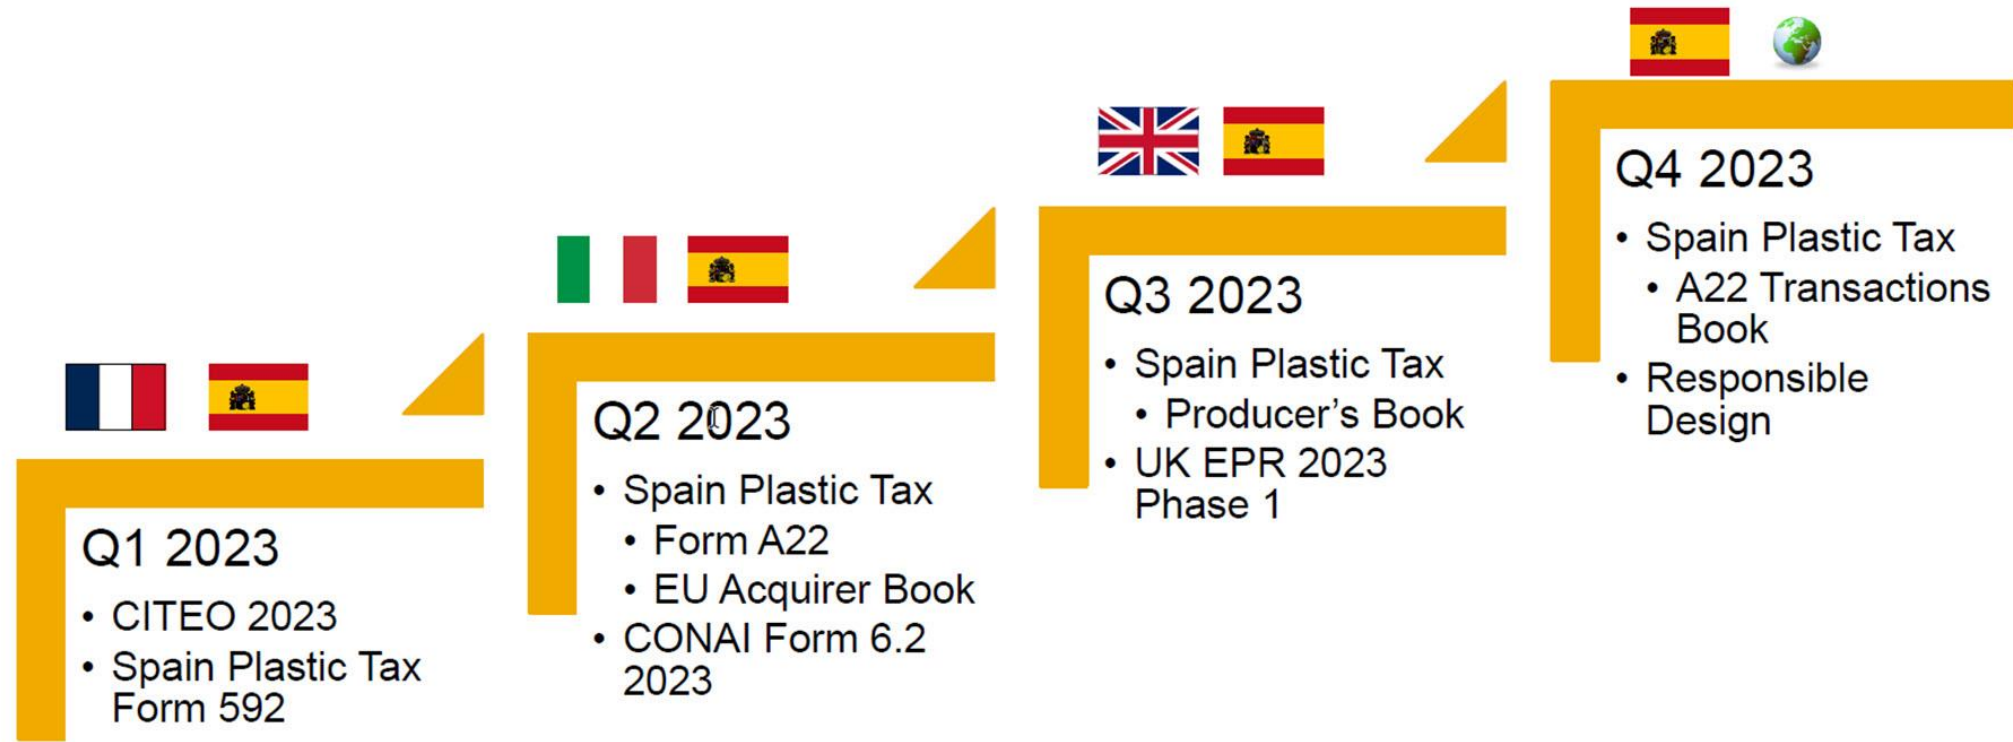 Q1 2023
• CITEO 2023
• Spain Plastic Tax
Form 592
Q2 2023
• Spain Plastic Tax
• Form A22
• EU Acquirer Book
• CONAI Form 6.2
2023
Q3 2023
• Spain Plastic Tax
• Producer’s Book
• UK EPR 2023
Phase 1
Q4 2023
• Spain Plastic Tax
• A22 Transactions
Book
• Responsible
Design